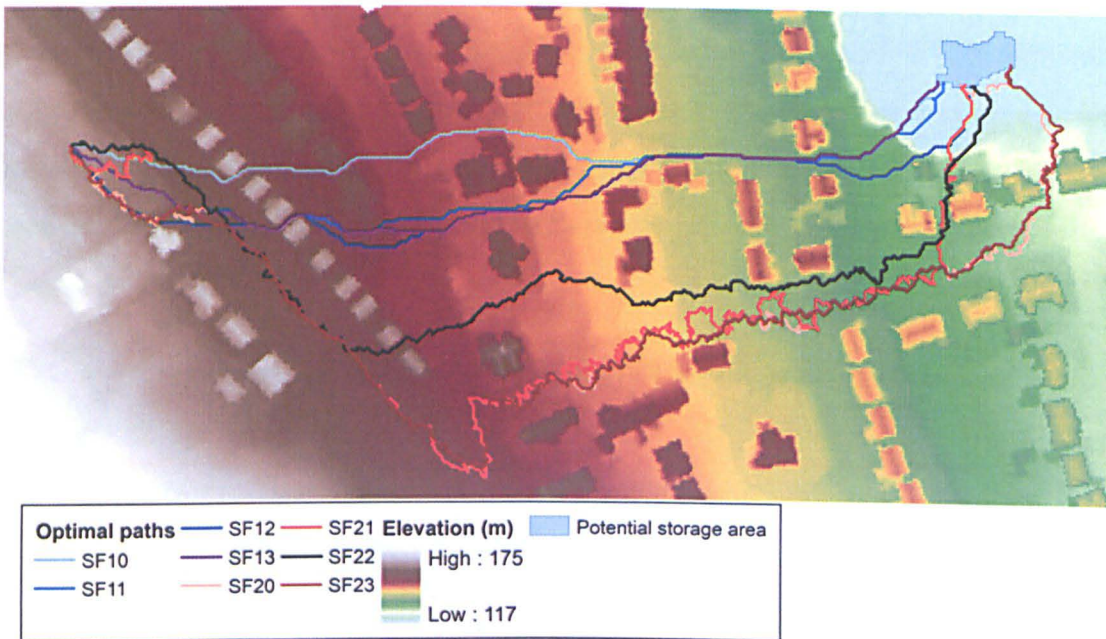 Optimal paths
SF10
SF11
SF12
SF13
SF20
SF21
SF22
SF23
Elevation (m)
High : 175
Low : 117
Potential storage area